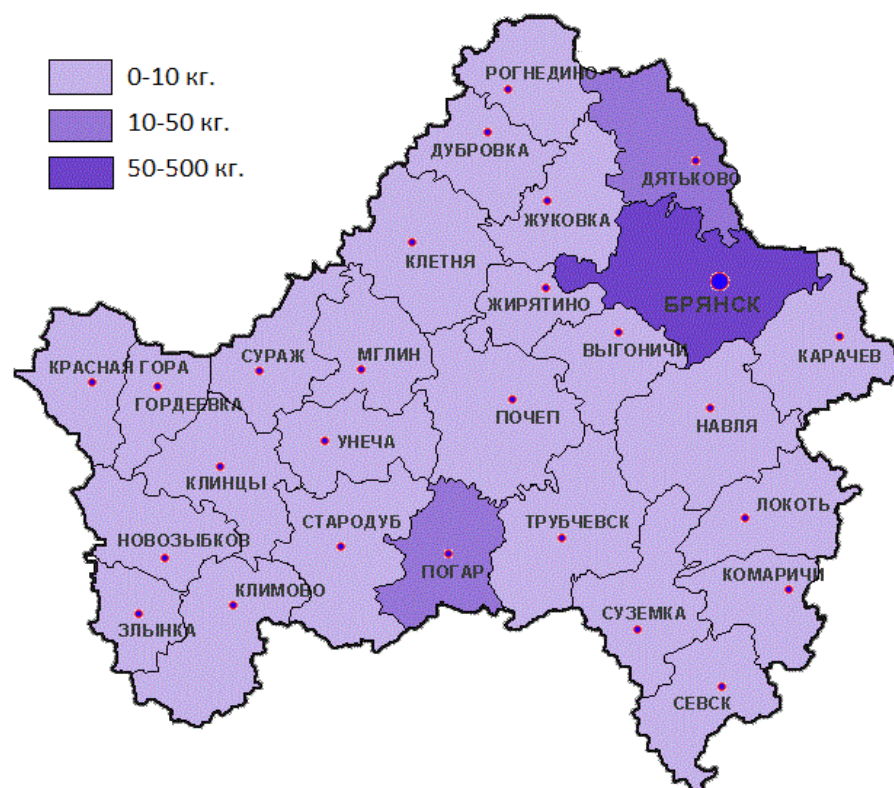 0-10 кг.
10-50 кг.
50-500 кг.
РОГНЕДИНО
ДУБРОВКА
ДЯТЬКОВО
ЖУКОВКА
КЛЕТНЯ
ЖИРЯТИНО
БРЯНСК
ВЫГОНИЧИ
КАРАЧЕВ
СУРАЖ
МГЛИН
КРАСНАЯ ГОРА
ГОРДЕЕВКА
ПОЧЕП
НАВЛЯ
УНЕЧА
КЛИНЦЫ
ЛОКОТЬ
СТАРОДУБ
ТРУБЧЕВСК
НОВОЗЫБКОВ
ПОГАР
КОМАРИЧИ
КЛИМОВО
СУЗЕМКА
ЗЛЫНКА
СЕВСК